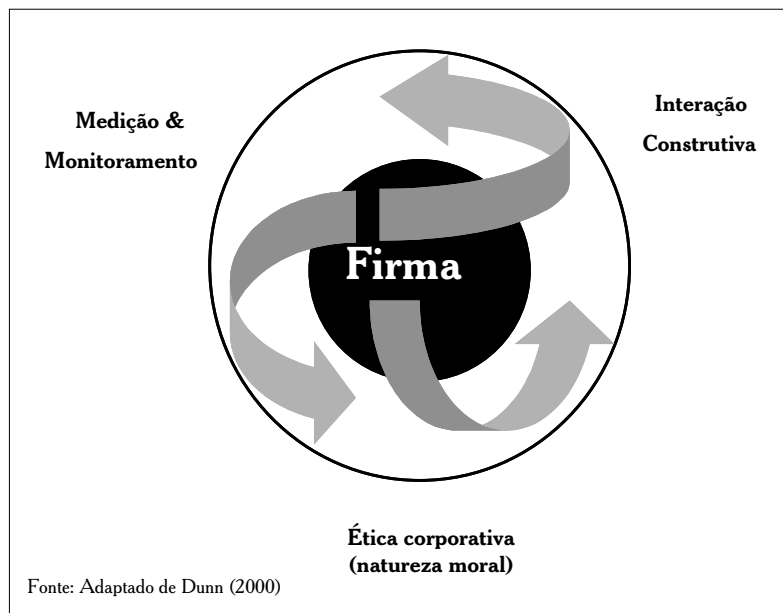 Medição &
Monitoramento
Interação
Construtiva
Firma
Ética corporativa
(natureza moral)
Fonte: Adaptado de Dunn (2000)